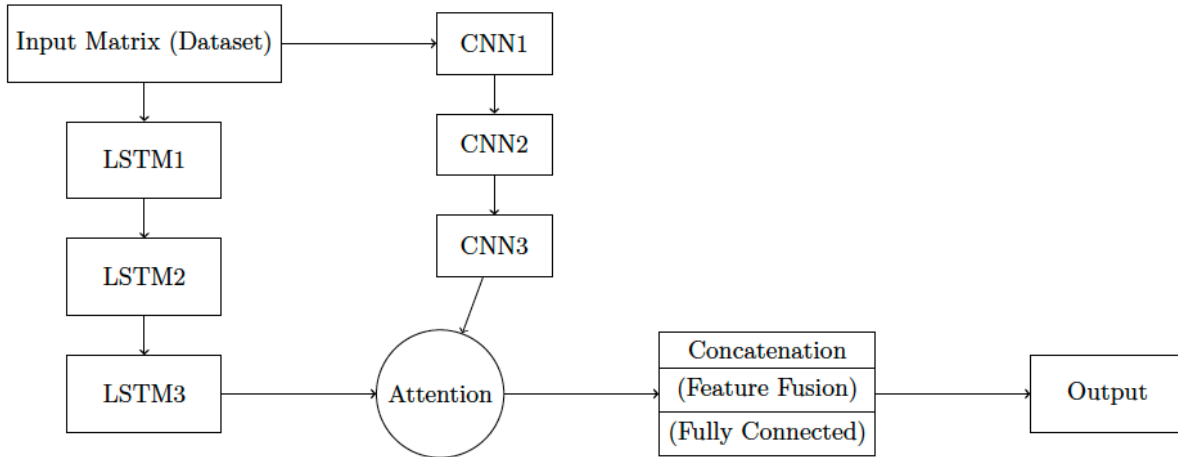 Input Matrix (Dataset)
CNN1
LSTM1
CNN2
LSTM2
CNN3
LSTM3
Attention
Concatenation
(Feature Fusion)
(Fully Connected)
Output